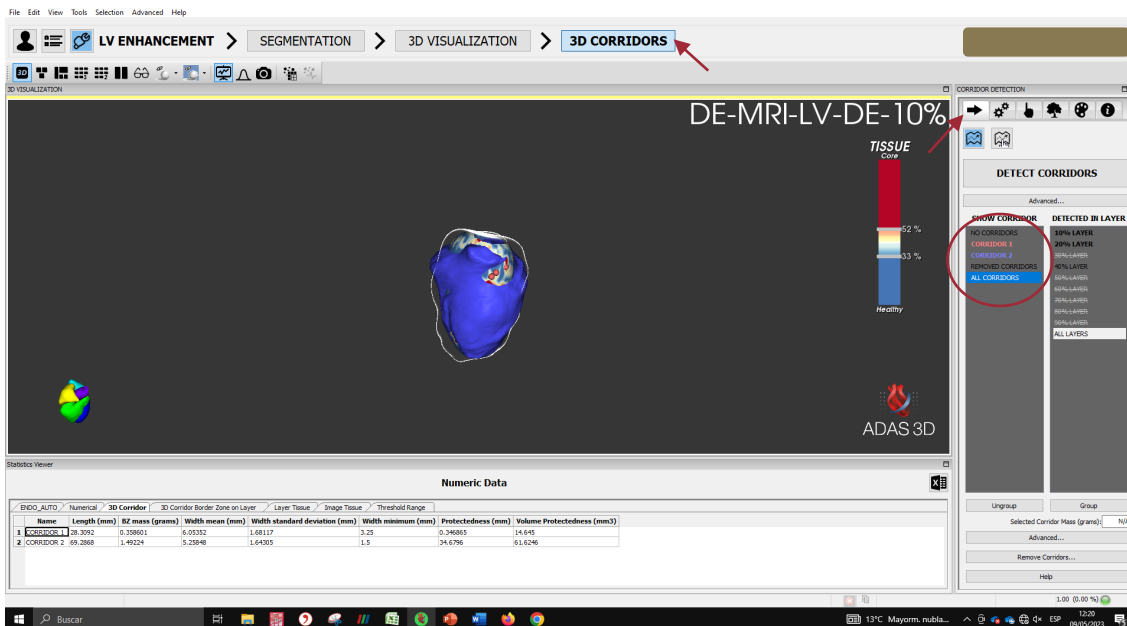 File Edit View Tools Selection Advanced Help
LV ENHANCEMENT > SEGMENTATION > 3D VISUALIZATION > 3D CORRIDORS
3D
3D VISUALIZATION
DE-MRI-LV-DE-10%
TISSUE
Core
52 %
33 %
Healthy
ADAS 3D
CORRIDOR DETECTION
DETECT CORRIDORS
Advanced...
SHOW CORRIDOR DETECTED IN LAYER
NO CORRIDORS 10% LAYER
CORRIDOR 1 20% LAYER
CORRIDOR 2 30% LAYER
REMOVED CORRIDORS 40% LAYER
ALL CORRIDORS 50% LAYER
60% LAYER
70% LAYER
80% LAYER
90% LAYER
ALL LAYERS
Ungroup Group
Selected Corridor Mass (grams): N/A
Advanced...
Remove Corridors...
Help
Statistics Viewer
Numeric Data
ENDO_AUTO Numerical 3D Corridor 3D Corridor Border Zone on Layer Layer Tissue Image Tissue Threshold Range
Name Length (mm) BZ mass (grams) Width mean (mm) Width standard deviation (mm) Width minimum (mm) Protectedness (mm) Volume Protectedness (mm3)
1 CORRIDOR 1 28.3092 0.358601 6.05352 1.68117 3.25 0.346865 14.645
2 CORRIDOR 2 69.2868 1.49224 5.25848 1.64305 1.5 34.6796 61.6246
1.00 (0.00 %)
Buscar
13°C Mayorm. nubla...
ESP
12:20
09/05/2023